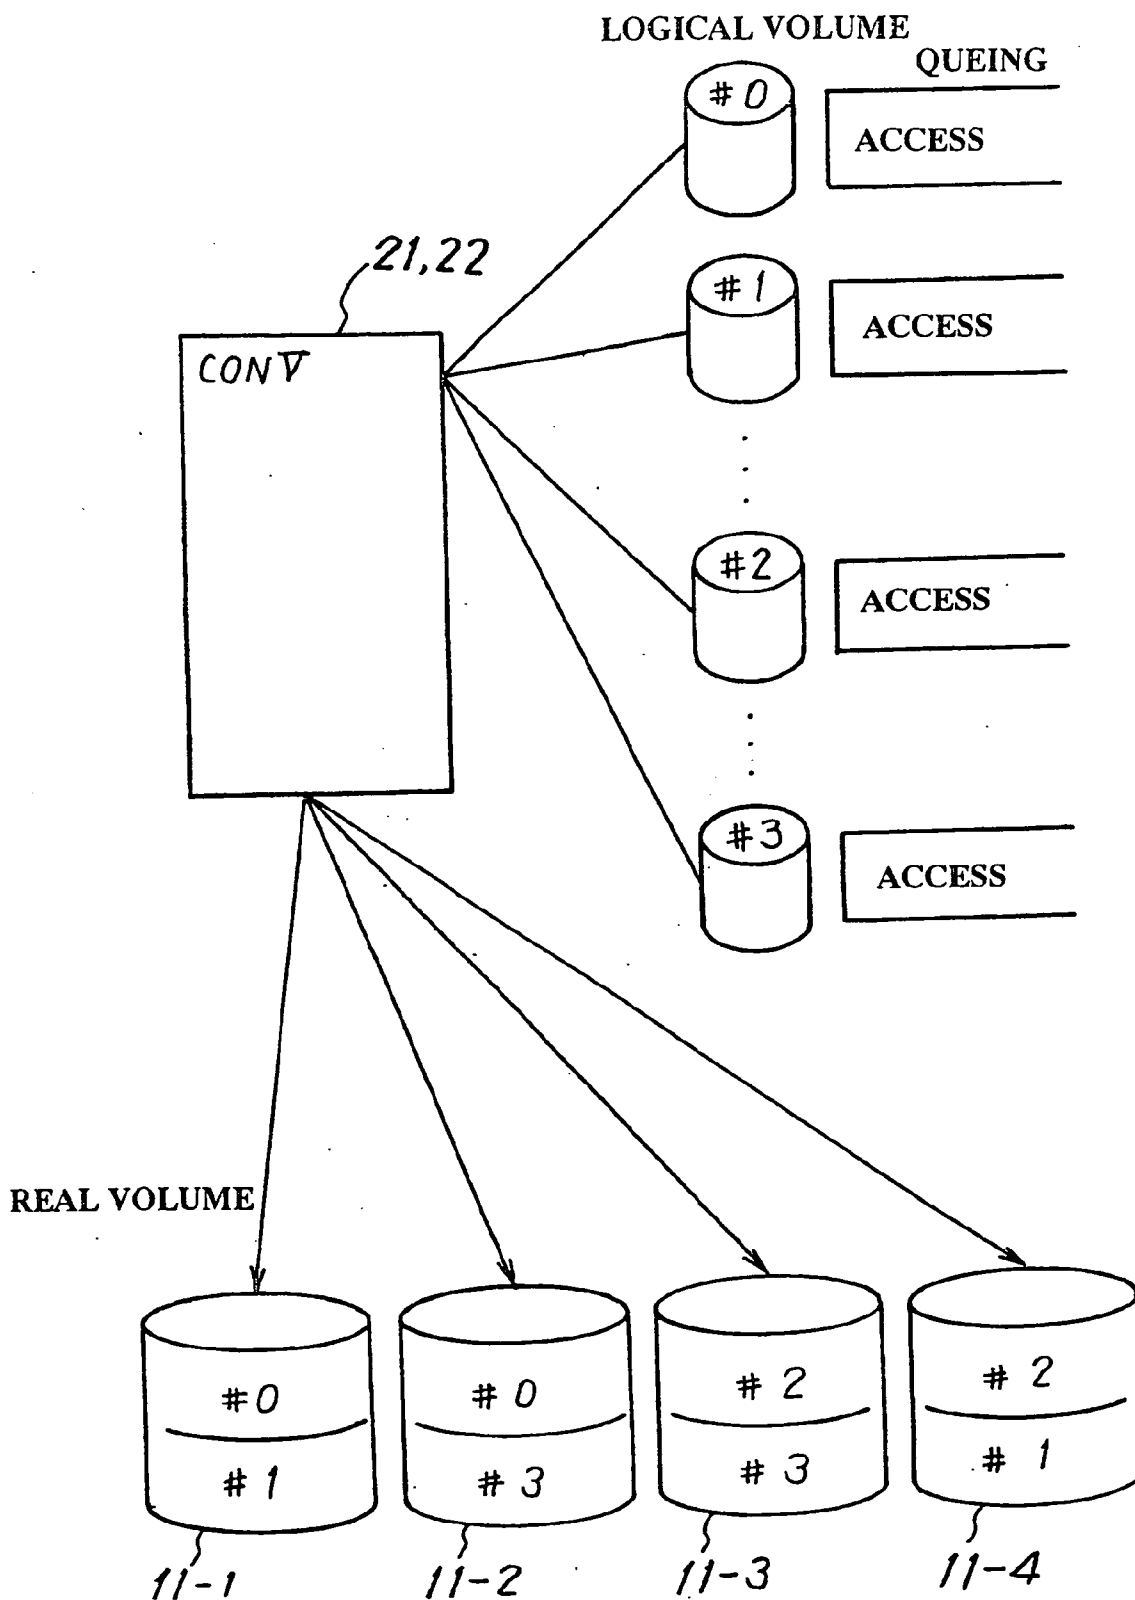 LOGICAL VOLUME
QUEING
#0
ACCESS
21,22
#1
ACCESS
CONV
#2
ACCESS
#3
ACCESS
REAL VOLUME
#0
#1
#0
#3
#2
#3
#2
#1
11-1
11-2
11-3
11-4